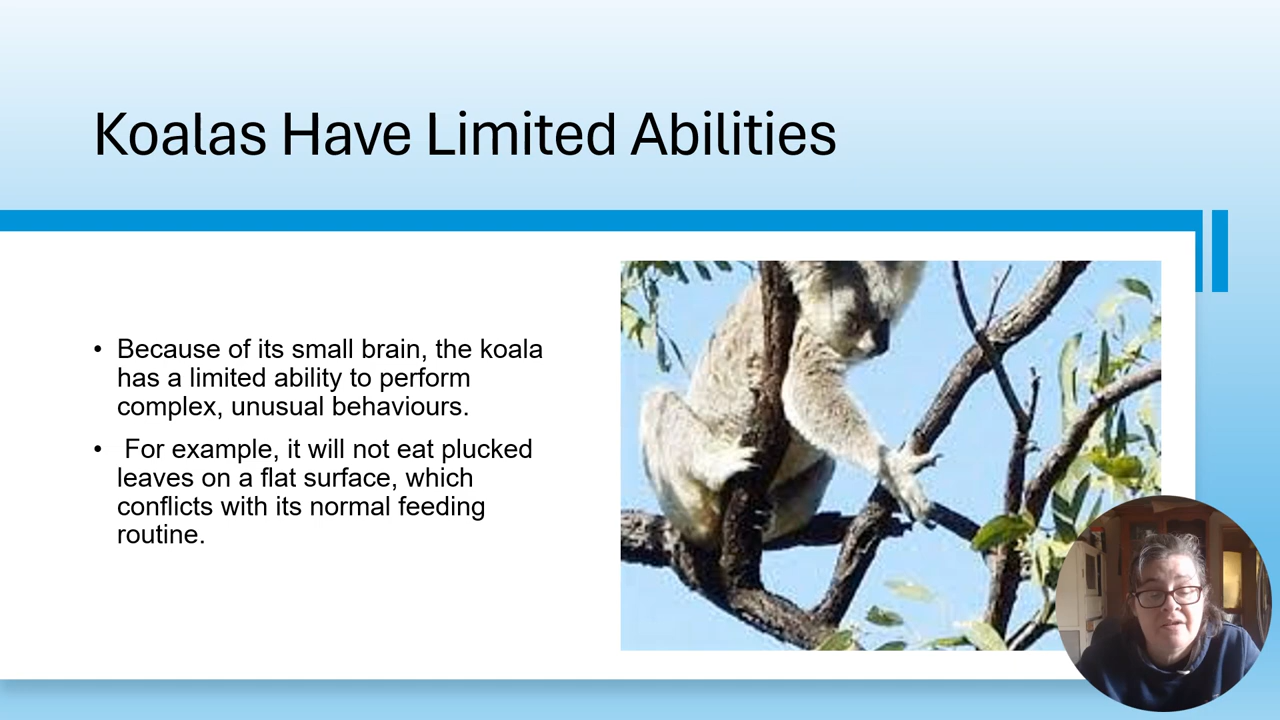 Koalas Have Limited Abilities
• Because of its small brain, the koala
has a limited ability to perform
complex, unusual behaviours.
• For example, it will not eat plucked
leaves on a flat surface, which
conflicts with its normal feeding
routine.